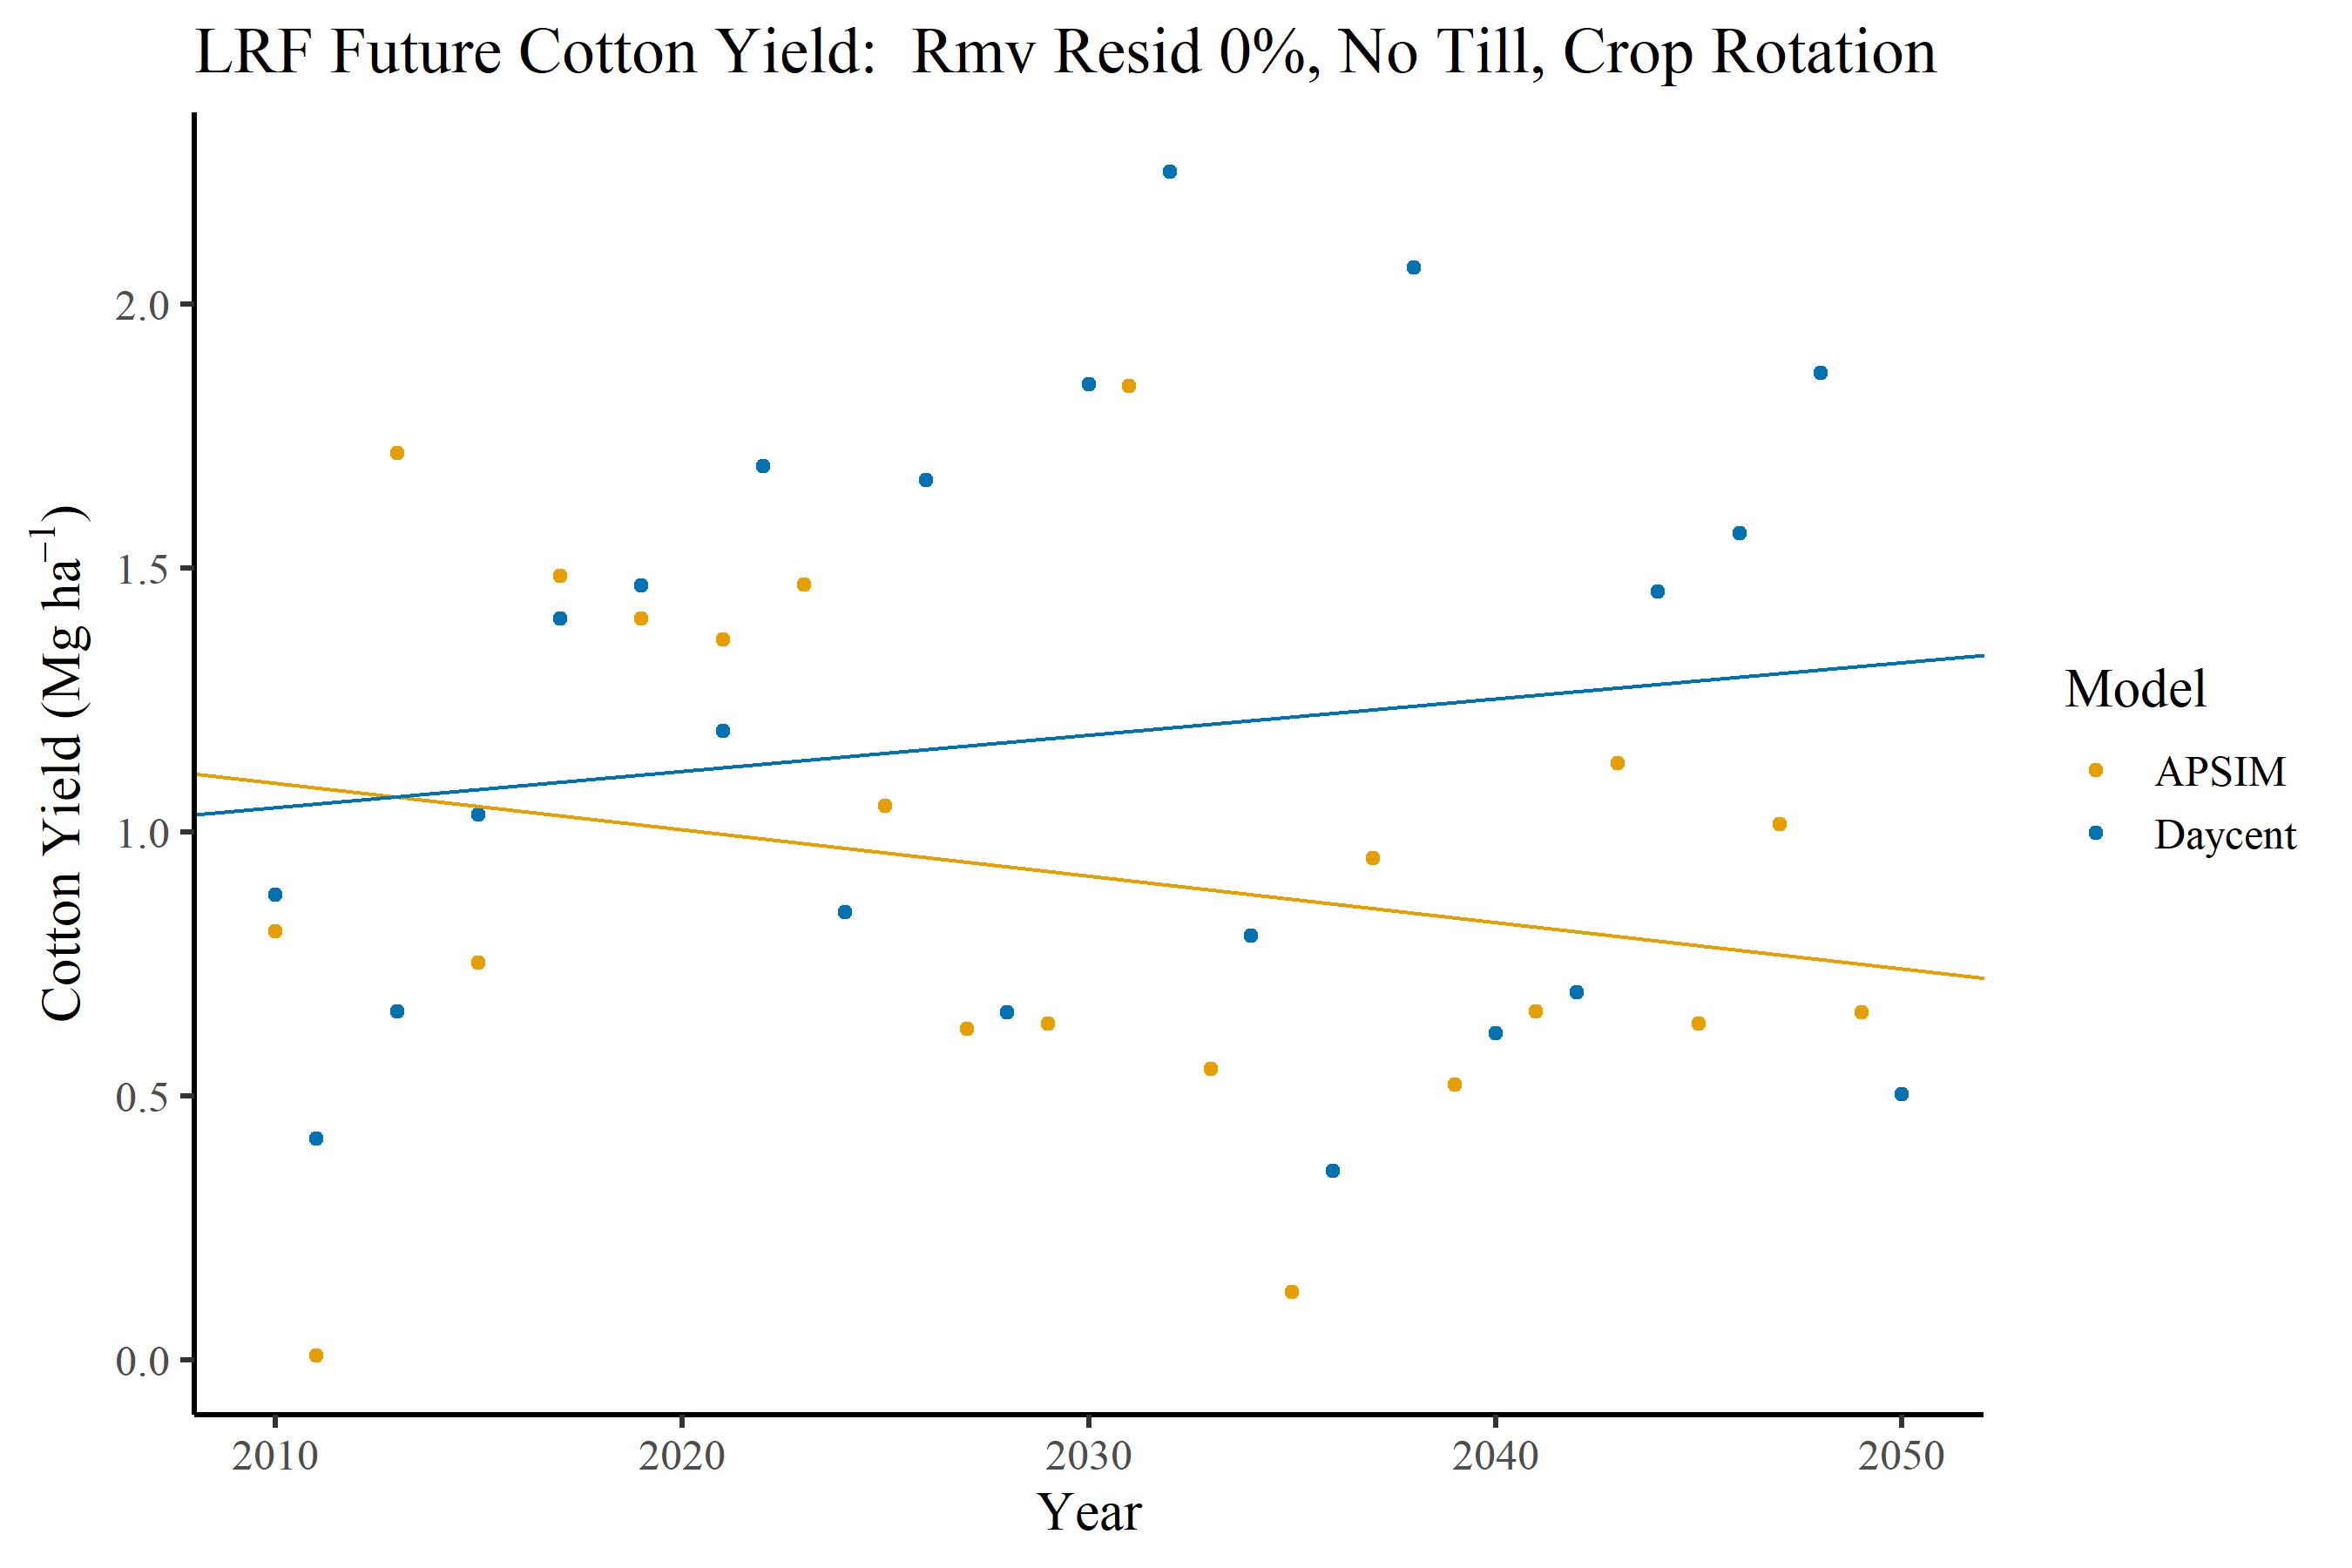 LRF Future Cotton Yield:  Rmv Resid 0%, No Till, Crop Rotation
Cotton Yield (Mg ha⁻¹)
2.0
1.5
1.0
0.5
0.0
2010 2020 2030 2040 2050
Year
Model
APSIM
Daycent